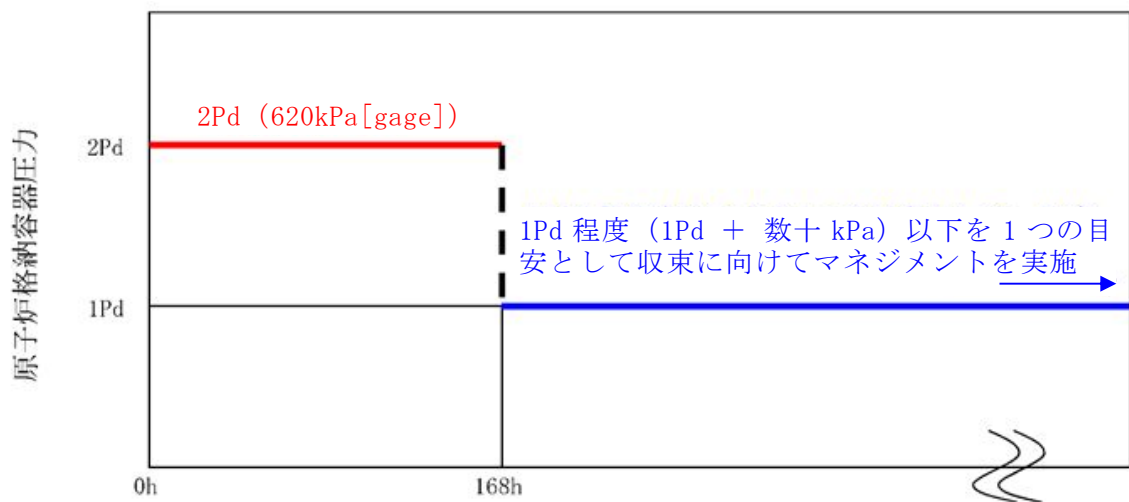 2Pd (620kPa[gage])
2Pd
1Pd 程度（1Pd + 数十 kPa）以下を 1 つの目
安として収束に向けてマネジメントを実施
1Pd
原子炉格納容器圧力
0h
168h